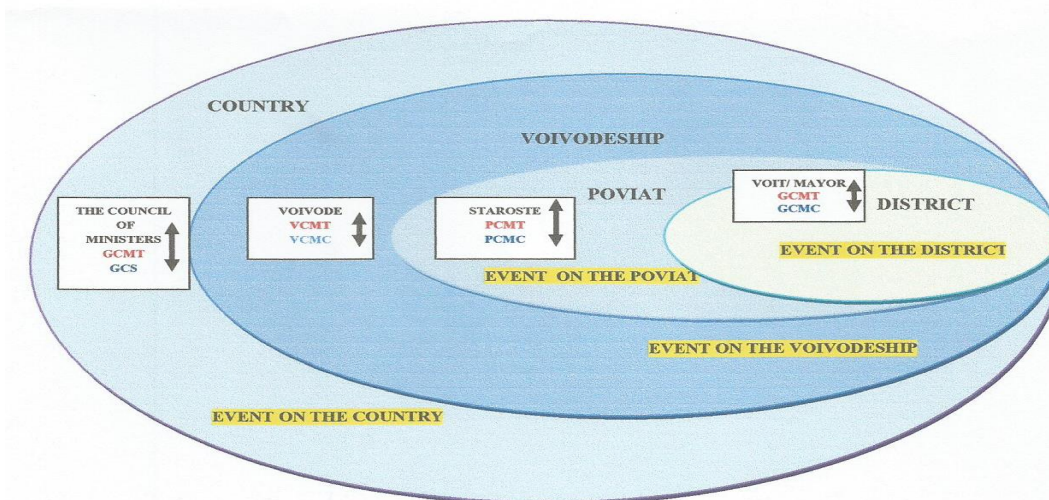 COUNTRY
VOIVODESHIP
POVIAT
DISTRICT
THE COUNCIL
OF
MINISTERS
GCMT
GCS
VOIVODE
VCMT
VCMC
STAROSTE
PCMT
PCMC
VOIT/ MAYOR
GCMT
GCMC
EVENT ON THE DISTRICT
EVENT ON THE POVIAT
EVENT ON THE VOIVODESHIP
EVENT ON THE COUNTRY